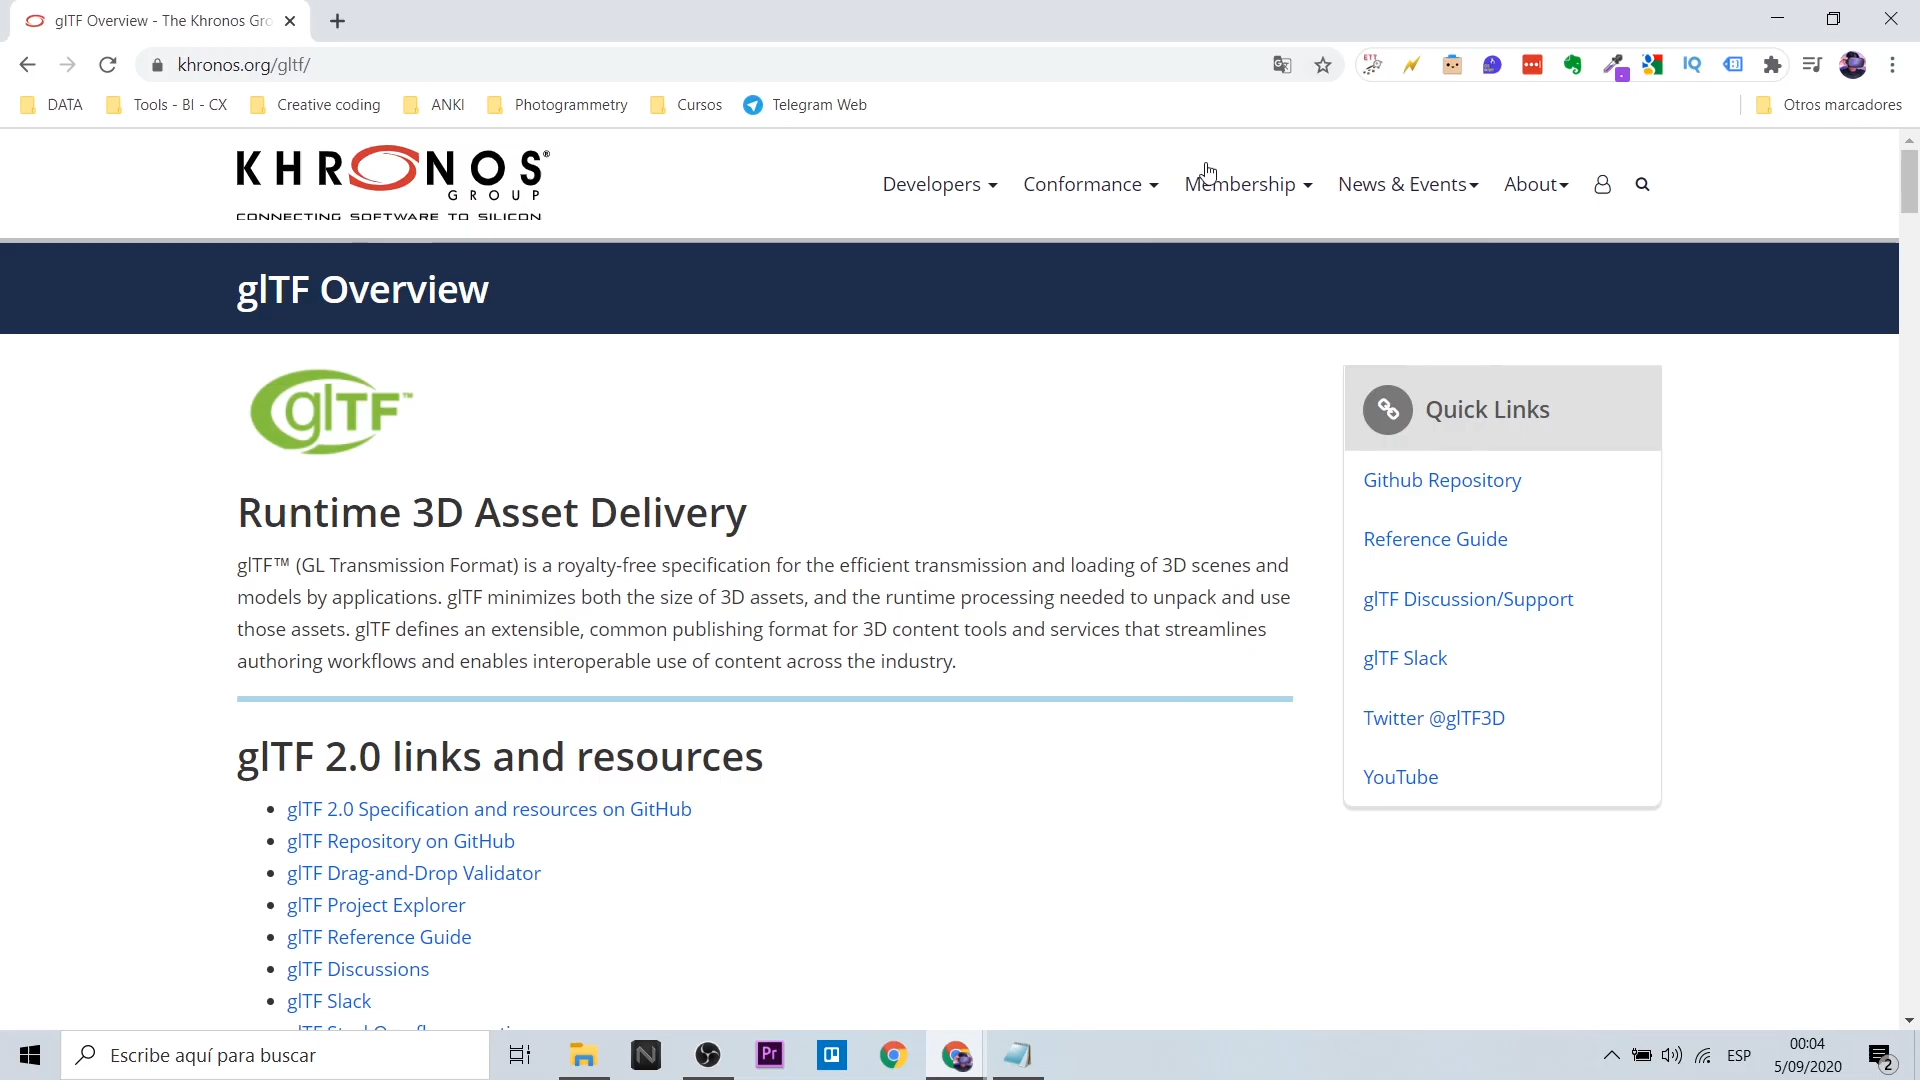 glTF Overview - The Khronos Gro
khronos.org/gltf/
DATA
Tools - BI - CX
Creative coding
ANKI
Photogrammetry
Cursos
Telegram Web
Otros marcadores
KHRONOS®
GROUP
CONNECTING SOFTWARE TO SILICON
Developers
Conformance
Membership
News & Events
About
glTF Overview
glTF™
Runtime 3D Asset Delivery
glTF™ (GL Transmission Format) is a royalty-free specification for the efficient transmission and loading of 3D scenes and
models by applications. glTF minimizes both the size of 3D assets, and the runtime processing needed to unpack and use
those assets. glTF defines an extensible, common publishing format for 3D content tools and services that streamlines
authoring workflows and enables interoperable use of content across the industry.
glTF 2.0 links and resources
glTF 2.0 Specification and resources on GitHub
glTF Repository on GitHub
glTF Drag-and-Drop Validator
glTF Project Explorer
glTF Reference Guide
glTF Discussions
glTF Slack
Quick Links
Github Repository
Reference Guide
glTF Discussion/Support
glTF Slack
Twitter @glTF3D
YouTube
Escribe aquí para buscar
Pr
ESP
00:04
5/09/2020
2